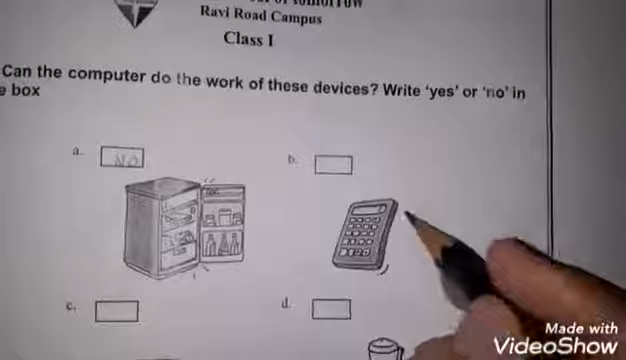 Ravi Road Campus
Class I
Can the computer do the work of these devices? Write 'yes' or 'no' in
e box
a. NO
b.
c.
d.
Made with
VideoShow